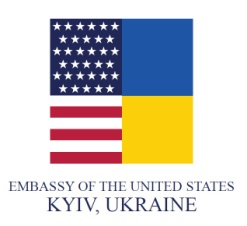 EMBASSY OF THE UNITED STATES
KYIV, UKRAINE